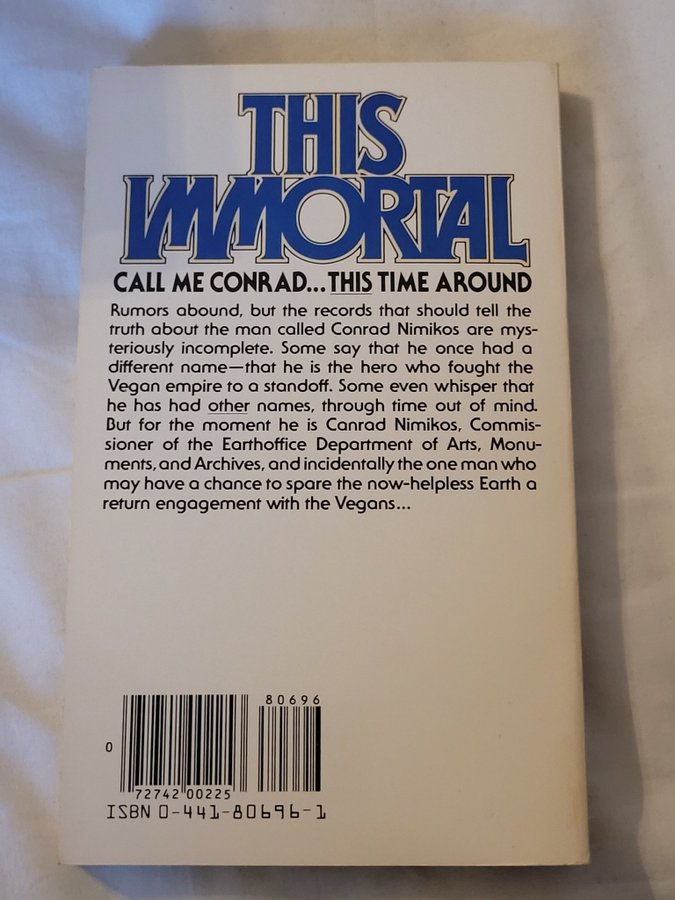 THIS
IMMORTAL
CALL ME CONRAD...THIS TIME AROUND
Rumors abound, but the records that should tell the
truth about the man called Conrad Nimikos are mys-
teriously incomplete. Some say that he once had a
different name—that he is the hero who fought the
Vegan empire to a standoff. Some even whisper that
he has had other names, through time out of mind.
But for the moment he is Canrad Nimikos, Commis-
sioner of the Earthoffice Department of Arts, Monu-
ments, and Archives, and incidentally the one man who
may have a chance to spare the now-helpless Earth a
return engagement with the Vegans...
80696
0
72742 00225
ISBN 0-441-80696-1